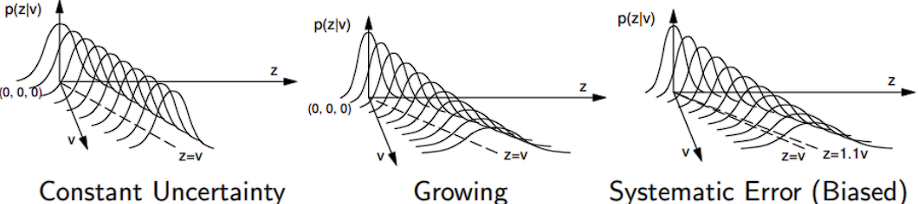 p(z|v)
z
(0, 0, 0)
v
z=v
Constant Uncertainty
p(z|v)
z
(0, 0, 0)
v
z=v
Growing
p(z|v)
z
v
z=v
z=1.1v
Systematic Error (Biased)